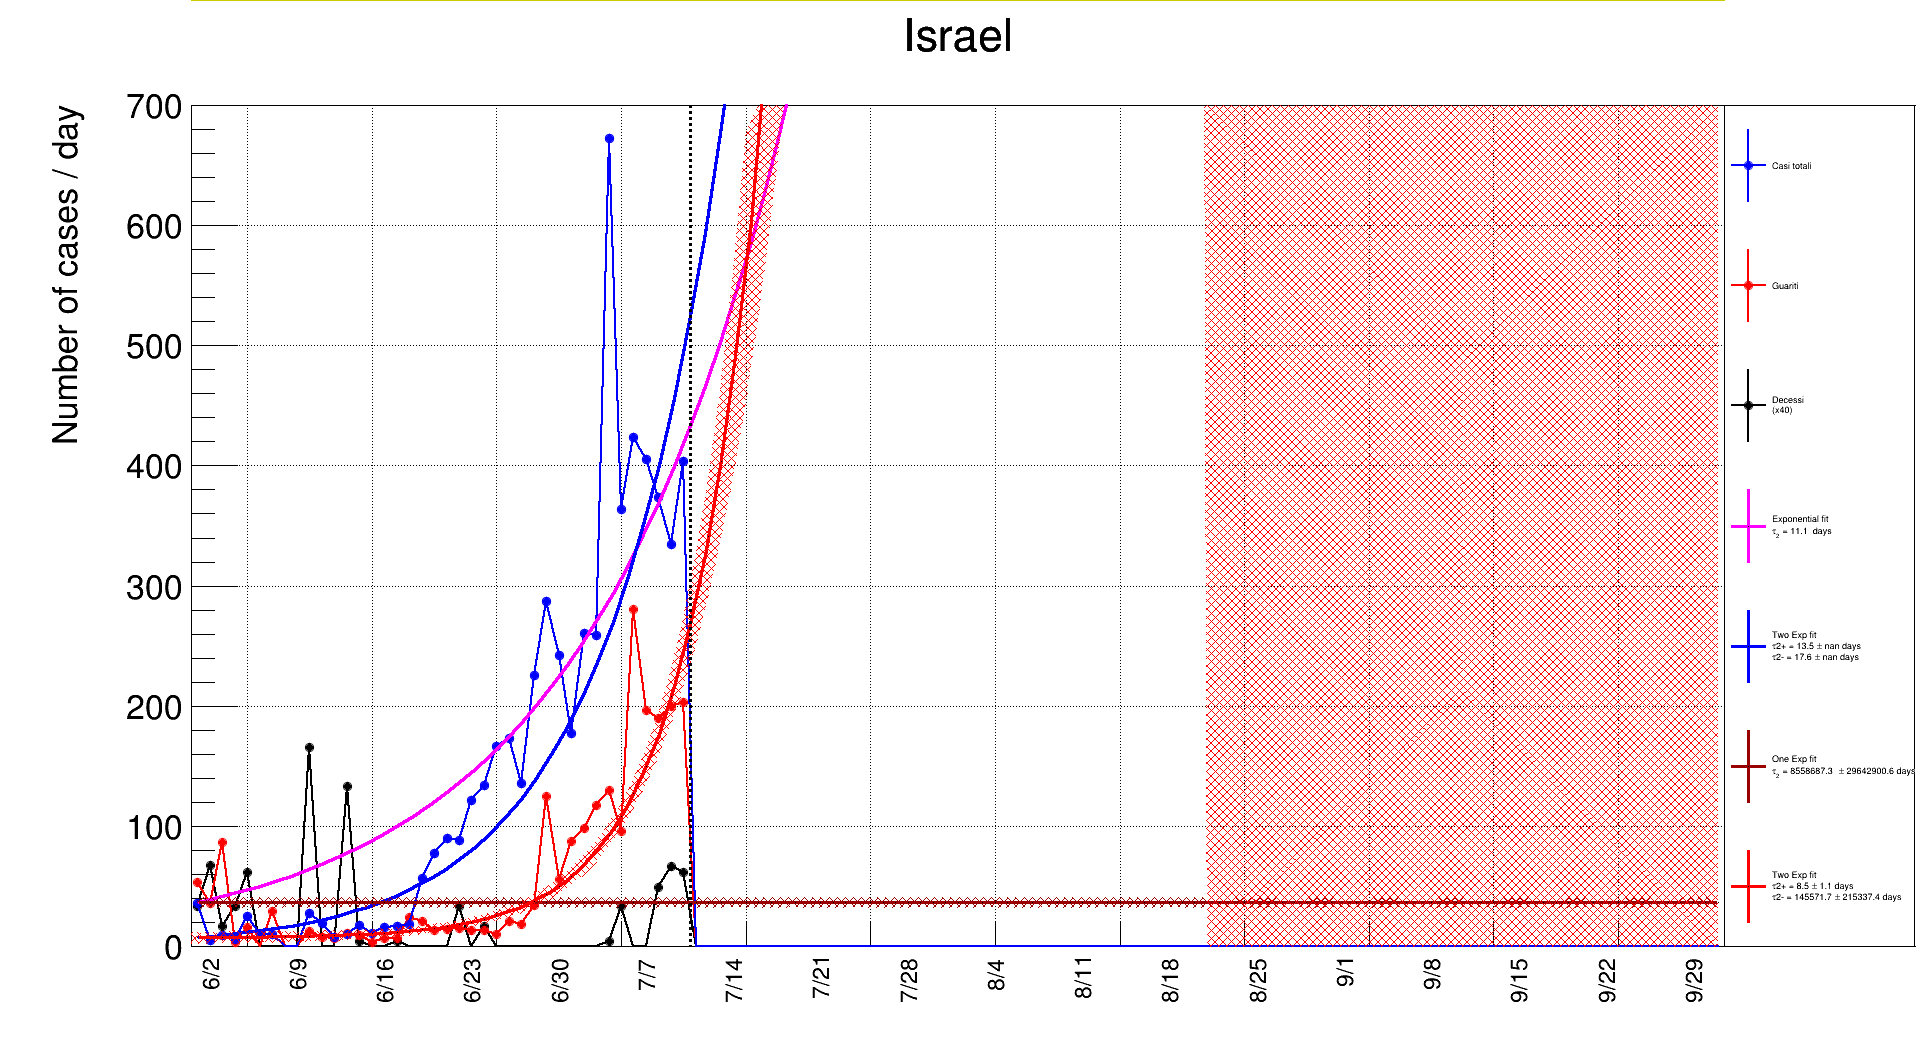 Israel
Number of cases / day
700
600
500
400
300
200
100
0
6/2 6/9 6/16 6/23 6/30 7/7 7/14 7/21 7/28 8/4 8/11 8/18 8/25 9/1 9/8 9/15 9/22 9/29
Casi totali
Guariti
Decessi
(x40)
Exponential fit
τ2 = 11.1 days
Two Exp fit
τ2+ = 13.5 ± nan days
τ2- = 17.6 ± nan days
One Exp fit
τ2 = 8558687.3 ± 29642900.6 days
Two Exp fit
τ2+ = 8.5 ± 1.1 days
τ2- = 145571.7 ± 215337.4 days